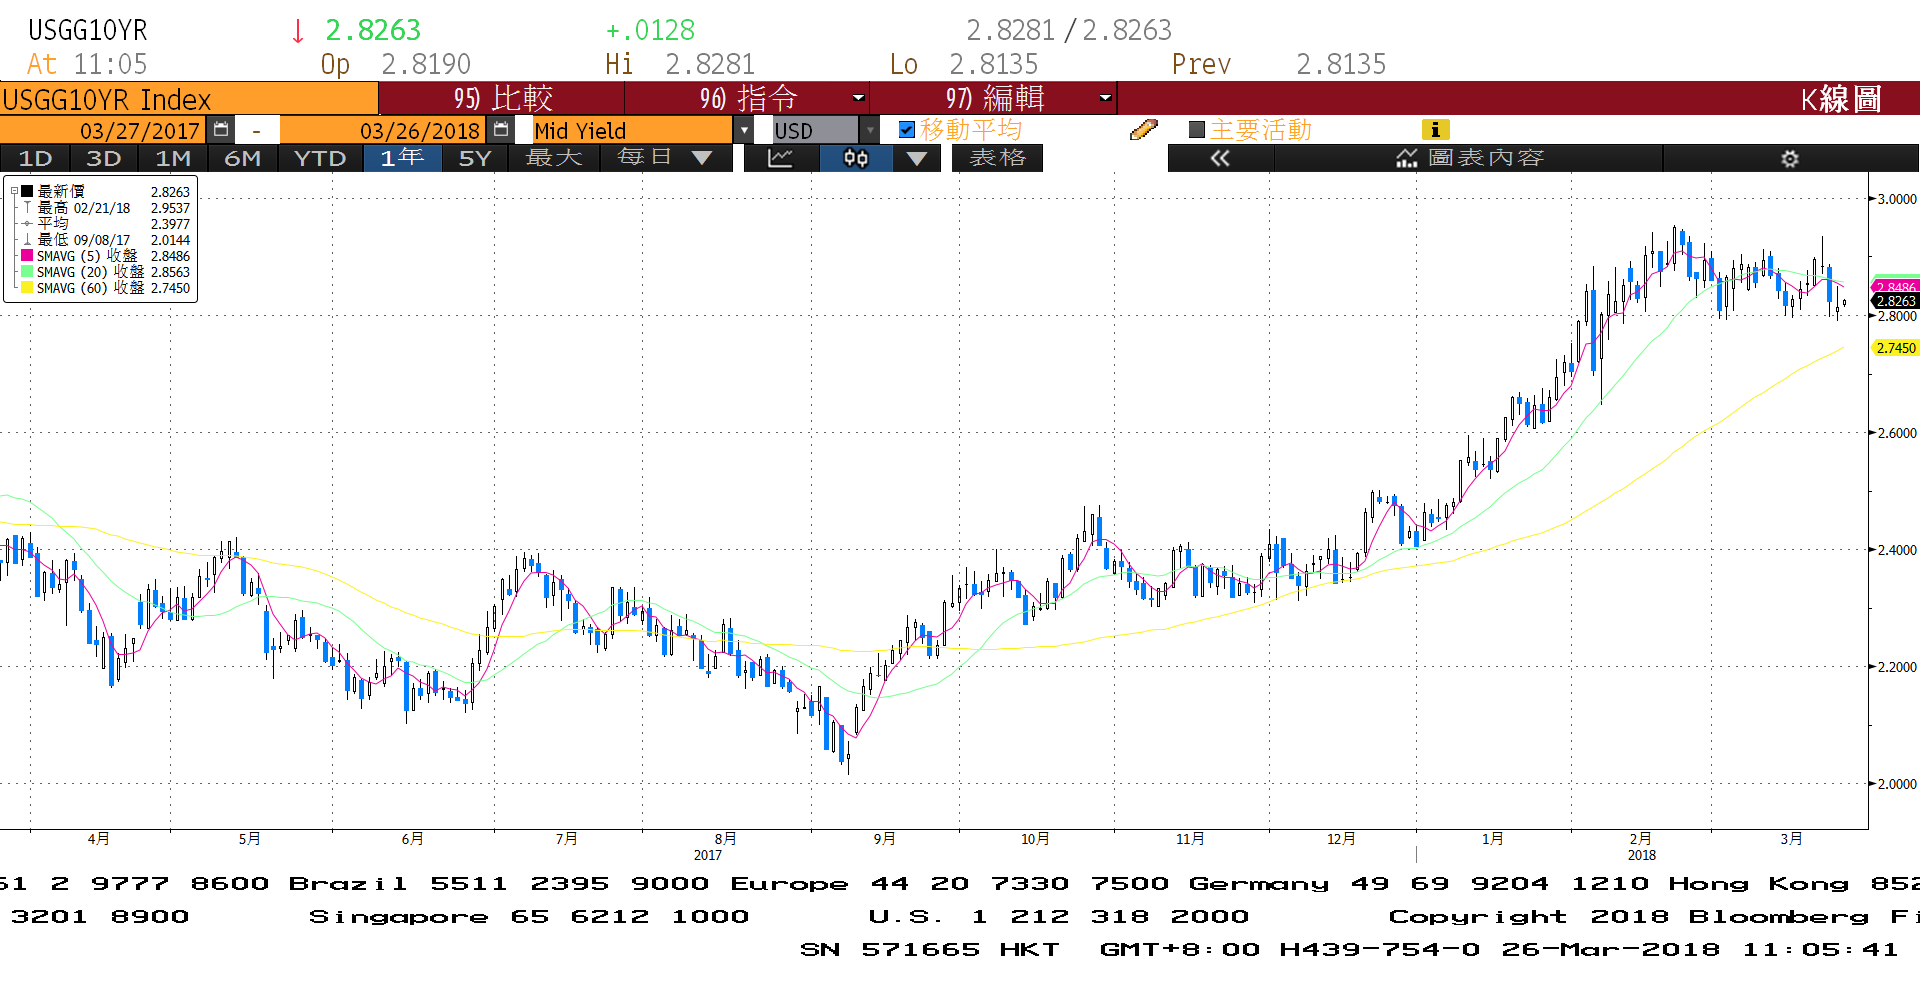 USGG10YR ↓ 2.8263 +.0128 2.8281 / 2.8263
At 11:05 Op 2.8190 Hi 2.8281 Lo 2.8135 Prev 2.8135
USGG10YR Index 95) 比較 96) 指令 97) 編輯 K線圖
03/27/2017 - 03/26/2018 Mid Yield USD 移動平均 主要活動
1D 3D 1M 6M YTD 1年 5Y 最大 每日 ▼ 表格 « 圖表內容
最新價 2.8263
最高 02/21/18 2.9537
平均 2.3977
最低 09/08/17 2.0144
SMAVG (5) 收盤 2.8486
SMAVG (20) 收盤 2.8563
SMAVG (60) 收盤 2.7450
3.0000
2.8486
2.8263
2.8000
2.7450
2.6000
2.4000
2.2000
2.0000
4月 5月 6月 7月 8月 9月 10月 11月 12月 1月 2月 3月
2017 2018
61 2 9777 8600 Brazil 5511 2395 9000 Europe 44 20 7330 7500 Germany 49 69 9204 1210 Hong Kong 852
3201 8900 Singapore 65 6212 1000 U.S. 1 212 318 2000 Copyright 2018 Bloomberg Fi
SN 571665 HKT GMT+8:00 H439-754-0 26-Mar-2018 11:05:41